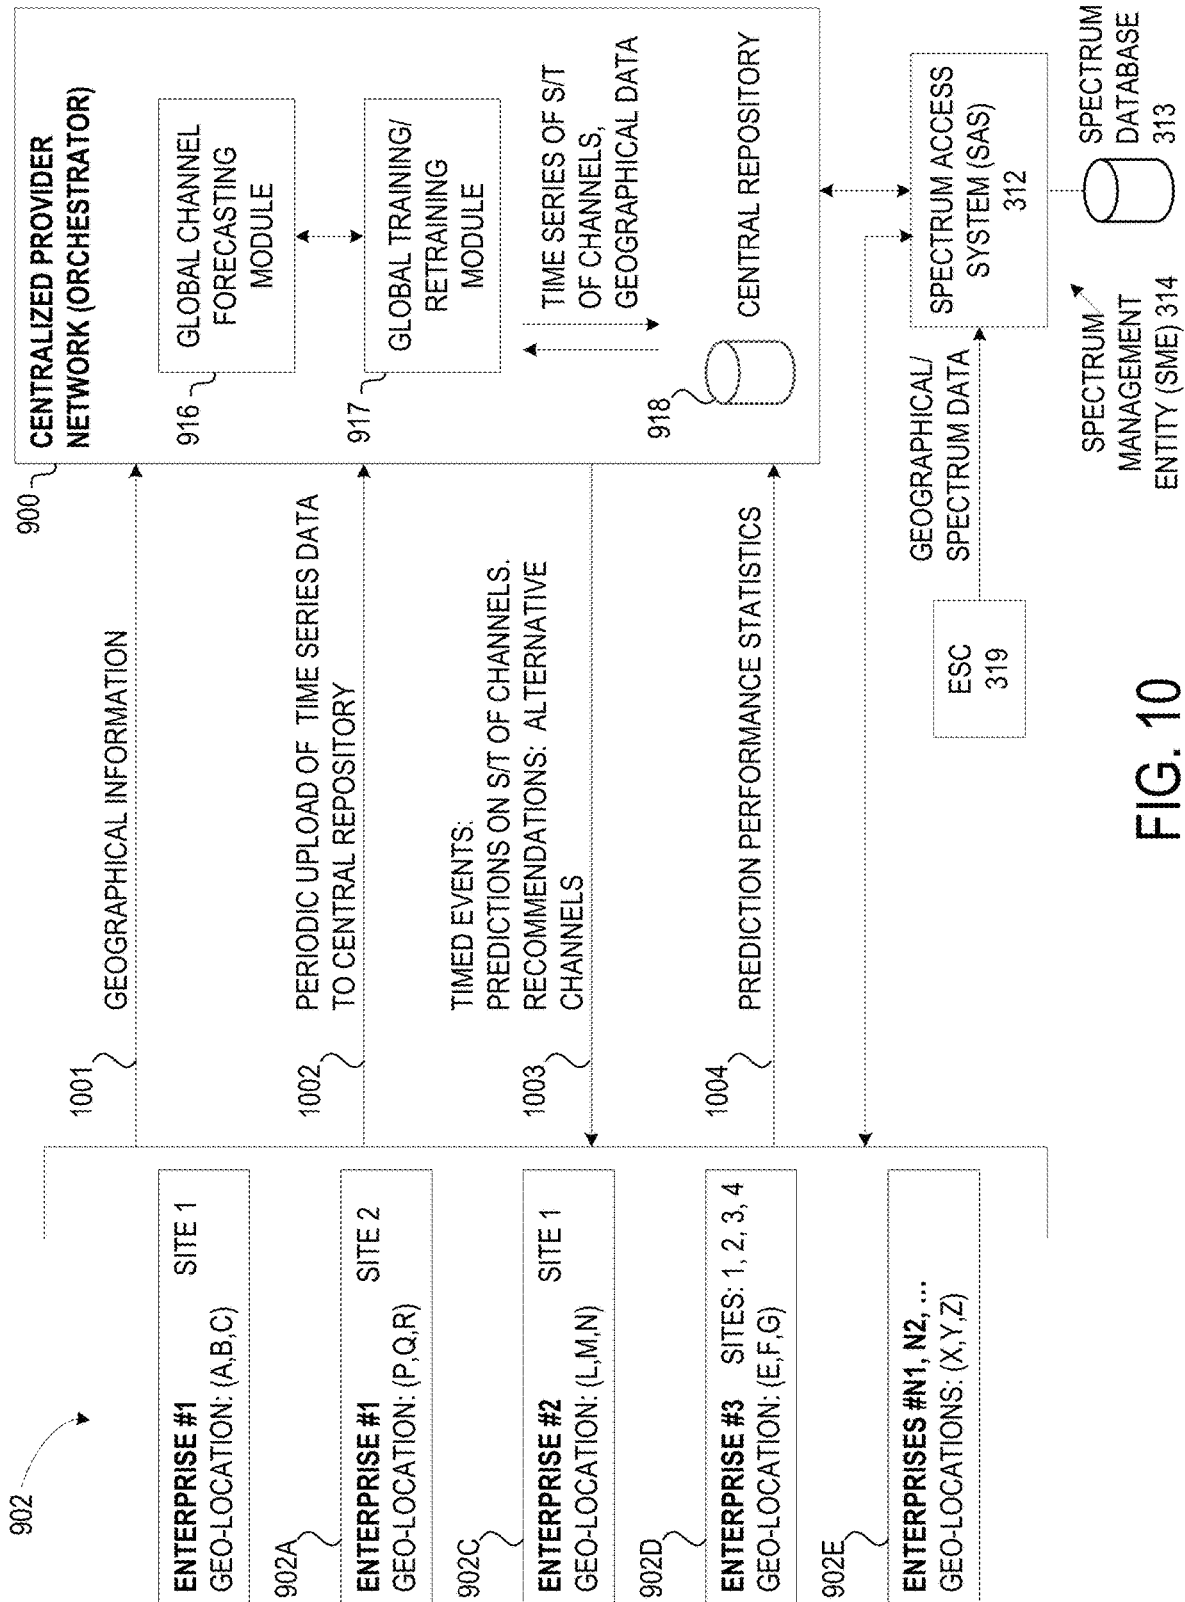 902
ENTERPRISE #1 SITE 1
GEO-LOCATION: (A,B,C)
902A
ENTERPRISE #1 SITE 2
GEO-LOCATION: (P,Q,R)
902C
ENTERPRISE #2 SITE 1
GEO-LOCATION: (L,M,N)
902D
ENTERPRISE #3 SITES: 1, 2, 3, 4
GEO-LOCATION: (E,F,G)
902E
ENTERPRISES #N1, N2, ...
GEO-LOCATIONS: (X,Y,Z)
1001
GEOGRAPHICAL INFORMATION
1002
PERIODIC UPLOAD OF TIME SERIES DATA
TO CENTRAL REPOSITORY
1003
TIMED EVENTS:
PREDICTIONS ON S/T OF CHANNELS.
RECOMMENDATIONS: ALTERNATIVE
CHANNELS
1004
PREDICTION PERFORMANCE STATISTICS
900
CENTRALIZED PROVIDER
NETWORK (ORCHESTRATOR)
916
GLOBAL CHANNEL
FORECASTING
MODULE
917
GLOBAL TRAINING/
RETRAINING
MODULE
TIME SERIES OF S/T
OF CHANNELS,
GEOGRAPHICAL DATA
918
CENTRAL REPOSITORY
ESC
319
GEOGRAPHICAL/
SPECTRUM DATA
SPECTRUM ACCESS
SYSTEM (SAS)
312
SPECTRUM
DATABASE
313
SPECTRUM
MANAGEMENT
ENTITY (SME) 314
FIG. 10